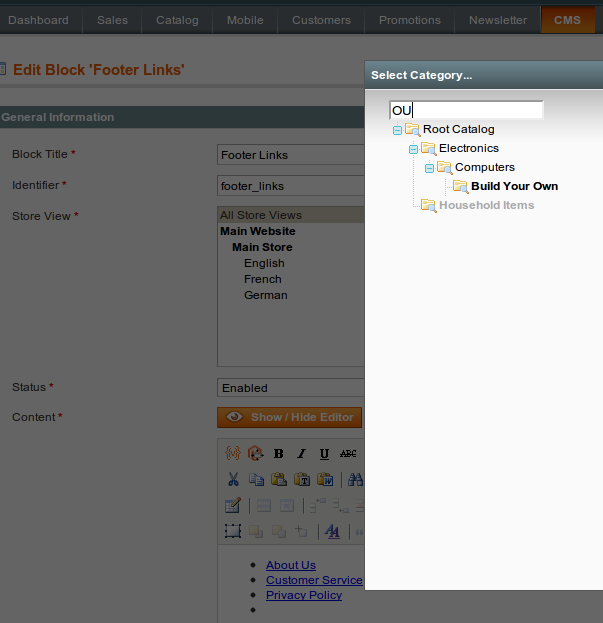 Dashboard Sales Catalog Mobile Customers Promotions Newsletter CMS
Edit Block 'Footer Links'
General Information
Block Title *
Footer Links
Identifier *
footer_links
Store View *
All Store Views
Main Website
Main Store
English
French
German
Status *
Enabled
Content *
Show / Hide Editor
B I U ABC
About Us
Customer Service
Privacy Policy
Select Category...
OU
Root Catalog
Electronics
Computers
Build Your Own
Household Items